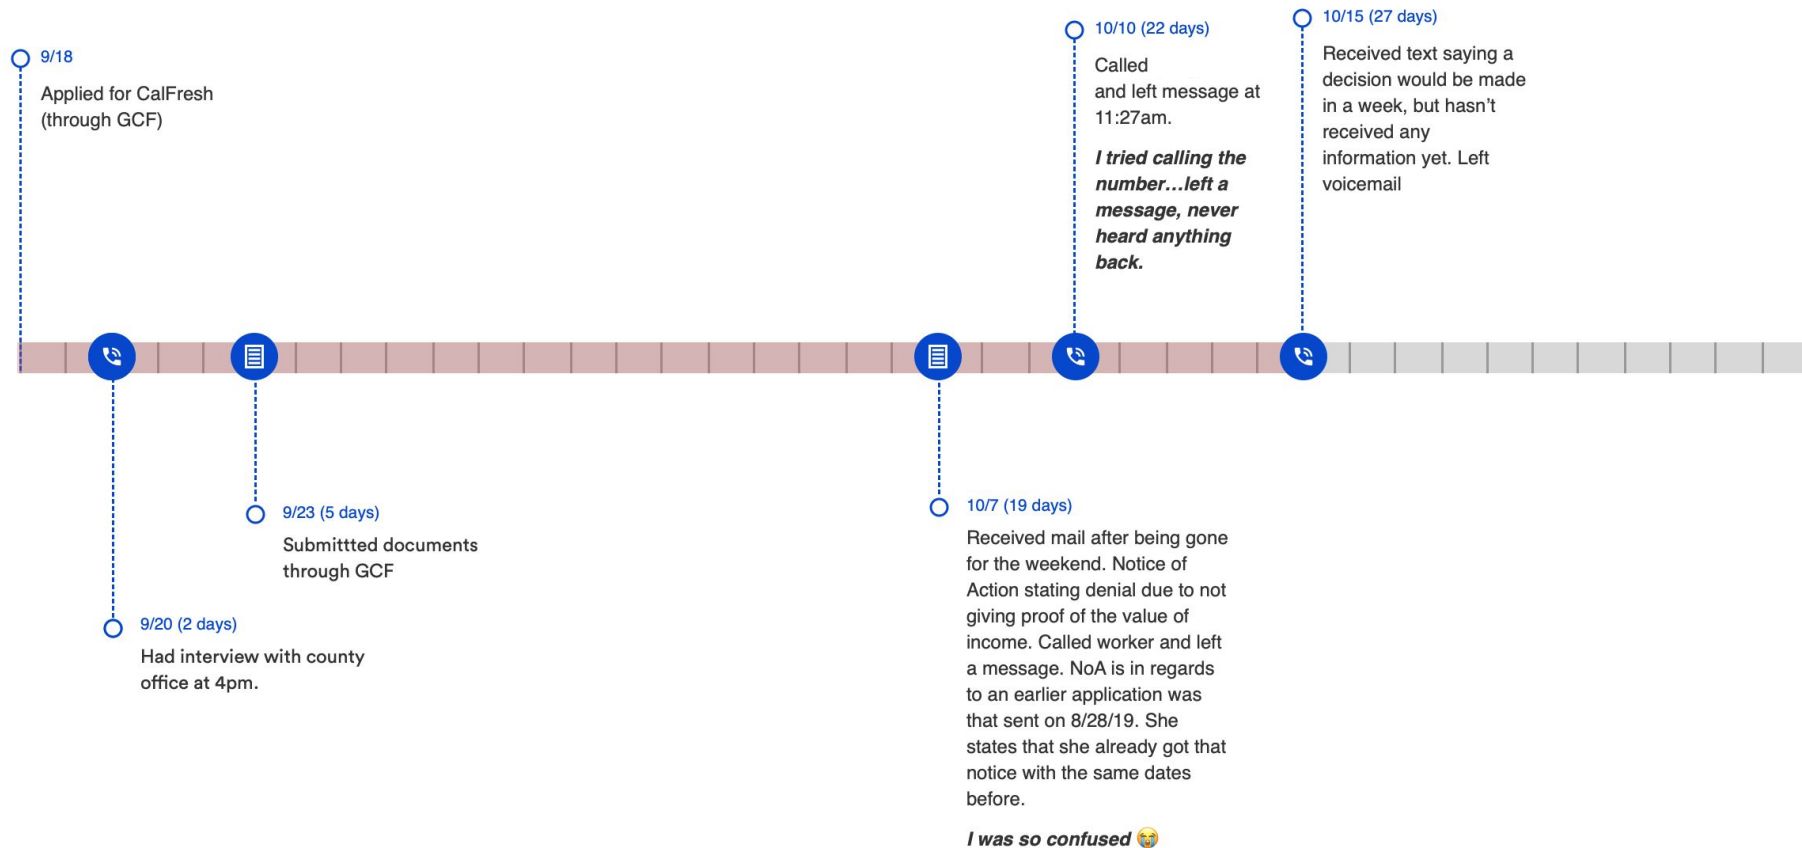 9/18
Applied for CalFresh
(through GCF)
9/20 (2 days)
Had interview with county
office at 4pm.
9/23 (5 days)
Submittted documents
through GCF
10/7 (19 days)
Received mail after being gone
for the weekend. Notice of
Action stating denial due to not
giving proof of the value of
income. Called worker and left
a message. NoA is in regards
to an earlier application was
that sent on 8/28/19. She
states that she already got that
notice with the same dates
before.
I was so confused 😭
10/10 (22 days)
Called
and left message at
11:27am.
I tried calling the
number...left a
message, never
heard anything
back.
10/15 (27 days)
Received text saying a
decision would be made
in a week, but hasn’t
received any
information yet. Left
voicemail